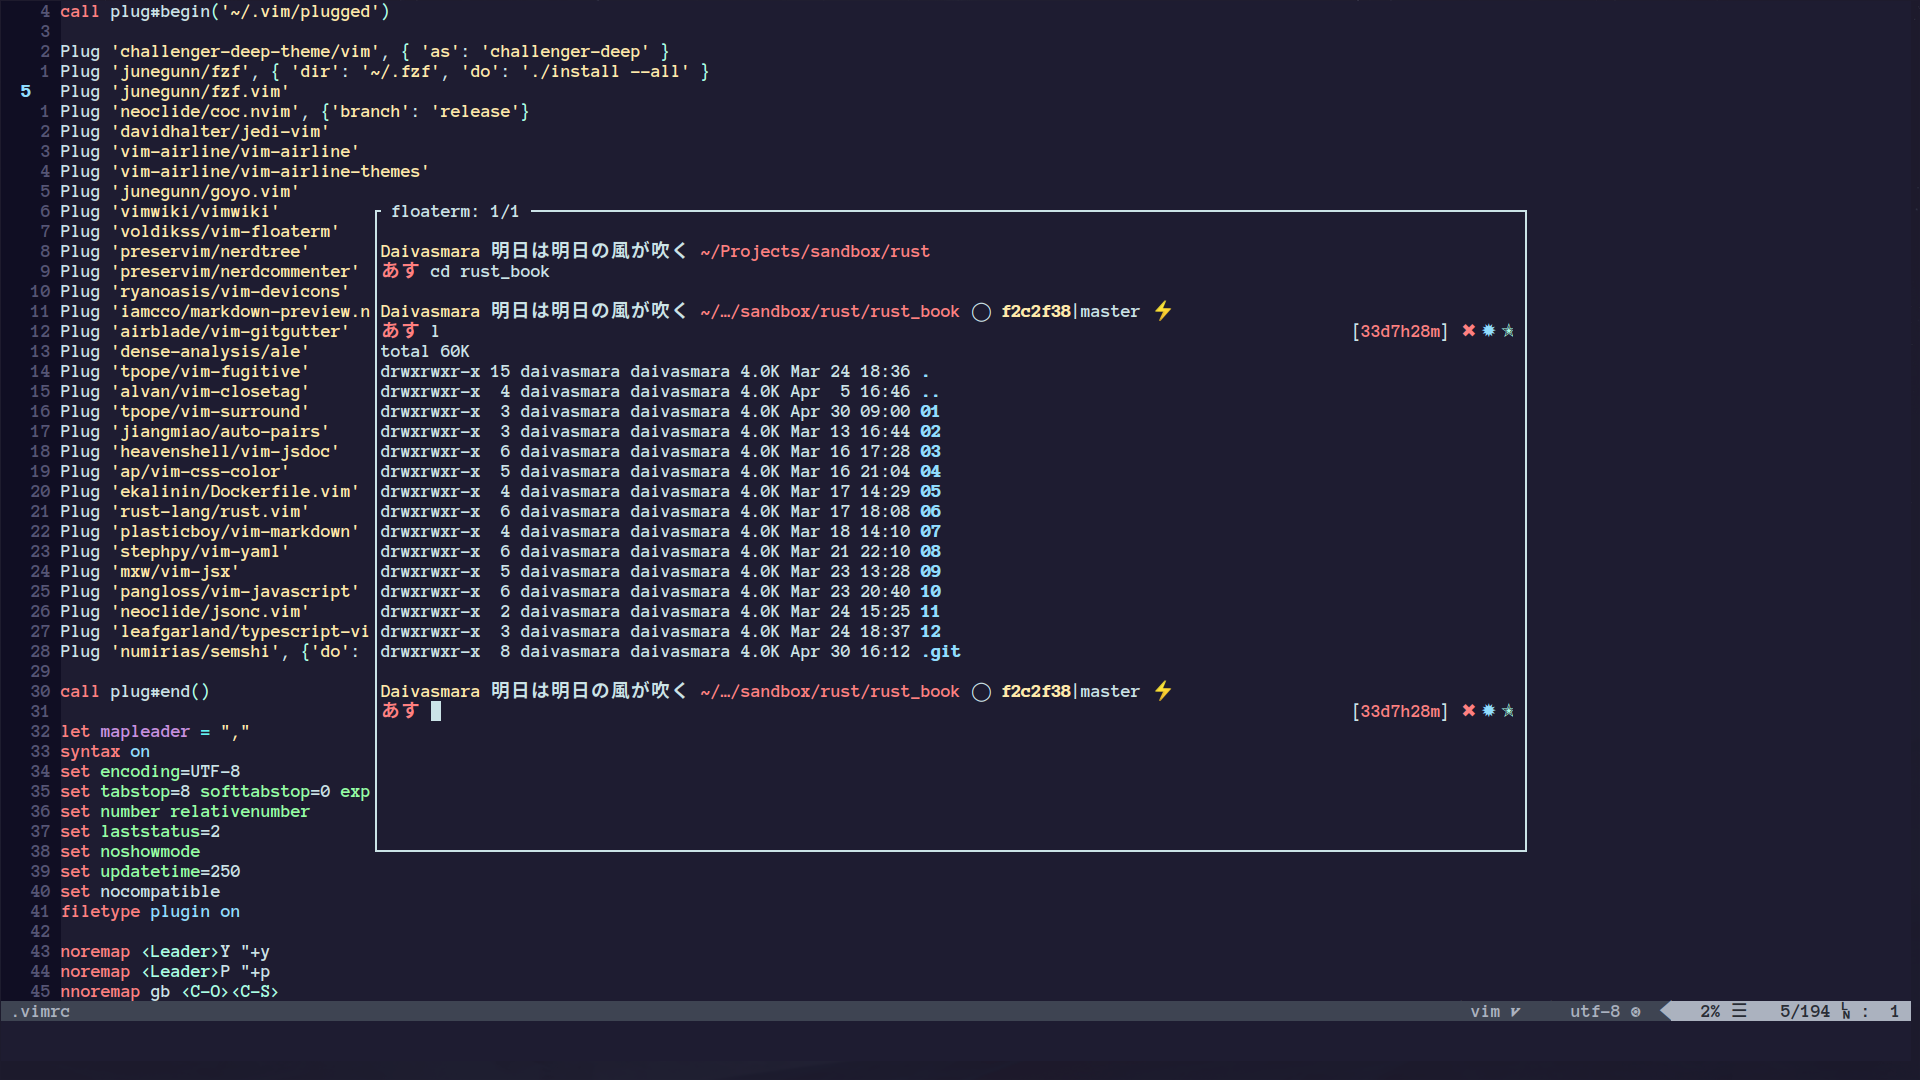 4 call plug#begin('~/.vim/plugged')
3
2 Plug 'challenger-deep-theme/vim', { 'as': 'challenger-deep' }
1 Plug 'junegunn/fzf', { 'dir': '~/.fzf', 'do': './install --all' }
5 Plug 'junegunn/fzf.vim'
1 Plug 'neoclide/coc.nvim', {'branch': 'release'}
2 Plug 'davidhalter/jedi-vim'
3 Plug 'vim-airline/vim-airline'
4 Plug 'vim-airline/vim-airline-themes'
5 Plug 'junegunn/goyo.vim'
6 Plug 'vimwiki/vimwiki'
7 Plug 'voldikss/vim-floaterm'
8 Plug 'preservim/nerdtree'
9 Plug 'preservim/nerdcommenter'
10 Plug 'ryanoasis/vim-devicons'
11 Plug 'iamcco/markdown-preview.n
12 Plug 'airblade/vim-gitgutter'
13 Plug 'dense-analysis/ale'
14 Plug 'tpope/vim-fugitive'
15 Plug 'alvan/vim-closetag'
16 Plug 'tpope/vim-surround'
17 Plug 'jiangmiao/auto-pairs'
18 Plug 'heavenshell/vim-jsdoc'
19 Plug 'ap/vim-css-color'
20 Plug 'ekalinin/Dockerfile.vim'
21 Plug 'rust-lang/rust.vim'
22 Plug 'plasticboy/vim-markdown'
23 Plug 'stephpy/vim-yaml'
24 Plug 'mxw/vim-jsx'
25 Plug 'pangloss/vim-javascript'
26 Plug 'neoclide/jsonc.vim'
27 Plug 'leafgarland/typescript-vi
28 Plug 'numirias/semshi', {'do':
29
30 call plug#end()
31
32 let mapleader = ","
33 syntax on
34 set encoding=UTF-8
35 set tabstop=8 softtabstop=0 exp
36 set number relativenumber
37 set laststatus=2
38 set noshowmode
39 set updatetime=250
40 set nocompatible
41 filetype plugin on
42
43 noremap <Leader>Y "+y
44 noremap <Leader>P "+p
45 nnoremap gb <C-O><C-S>
floaterm: 1/1
Daivasmara 明日は明日の風が吹く ~/Projects/sandbox/rust
あす cd rust_book
Daivasmara 明日は明日の風が吹く ~/…/sandbox/rust/rust_book ◯ f2c2f38|master ⚡
あす l [33d7h28m] ✖ ✹ ✭
total 60K
drwxrwxr-x 15 daivasmara daivasmara 4.0K Mar 24 18:36 .
drwxrwxr-x 4 daivasmara daivasmara 4.0K Apr 5 16:46 ..
drwxrwxr-x 3 daivasmara daivasmara 4.0K Apr 30 09:00 01
drwxrwxr-x 3 daivasmara daivasmara 4.0K Mar 13 16:44 02
drwxrwxr-x 6 daivasmara daivasmara 4.0K Mar 16 17:28 03
drwxrwxr-x 5 daivasmara daivasmara 4.0K Mar 16 21:04 04
drwxrwxr-x 4 daivasmara daivasmara 4.0K Mar 17 14:29 05
drwxrwxr-x 6 daivasmara daivasmara 4.0K Mar 17 18:08 06
drwxrwxr-x 4 daivasmara daivasmara 4.0K Mar 18 14:10 07
drwxrwxr-x 6 daivasmara daivasmara 4.0K Mar 21 22:10 08
drwxrwxr-x 5 daivasmara daivasmara 4.0K Mar 23 13:28 09
drwxrwxr-x 6 daivasmara daivasmara 4.0K Mar 23 20:40 10
drwxrwxr-x 2 daivasmara daivasmara 4.0K Mar 24 15:25 11
drwxrwxr-x 3 daivasmara daivasmara 4.0K Mar 24 18:37 12
drwxrwxr-x 8 daivasmara daivasmara 4.0K Apr 30 16:12 .git
Daivasmara 明日は明日の風が吹く ~/…/sandbox/rust/rust_book ◯ f2c2f38|master ⚡
あす [33d7h28m] ✖ ✹ ✭
.vimrc vim utf-8 2% ☰ 5/194 ␤ : 1